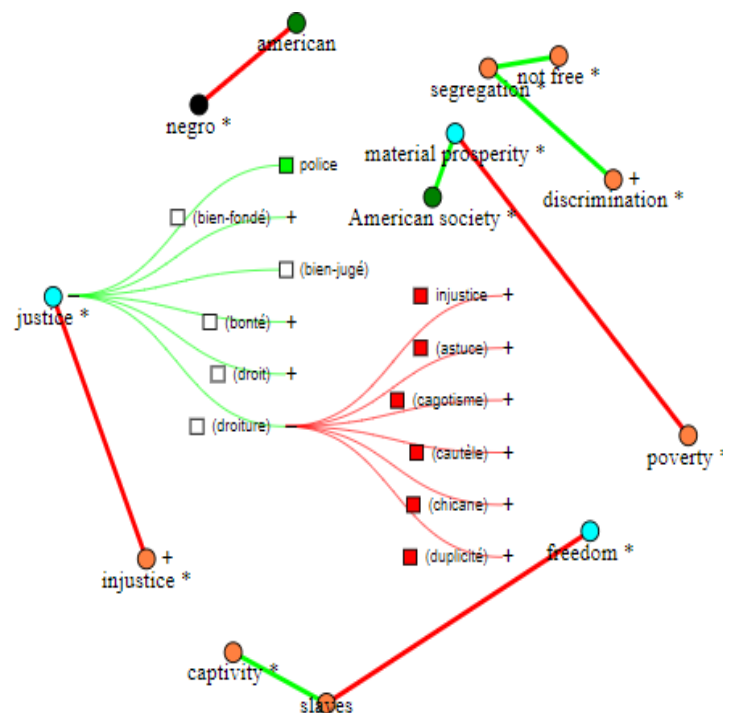 american
negro *
not free *
segregation *
material prosperity *
police
+
discrimination *
American society *
(bien-fondé) +
(bien-jugé)
justice *
−
injustice +
(bonté) +
(astuce) +
(droit) +
(cagotisme) +
(droiture) −
(cautèle) +
poverty *
(chicane) +
freedom *
(duplicité) +
+
injustice *
captivity *
slaves